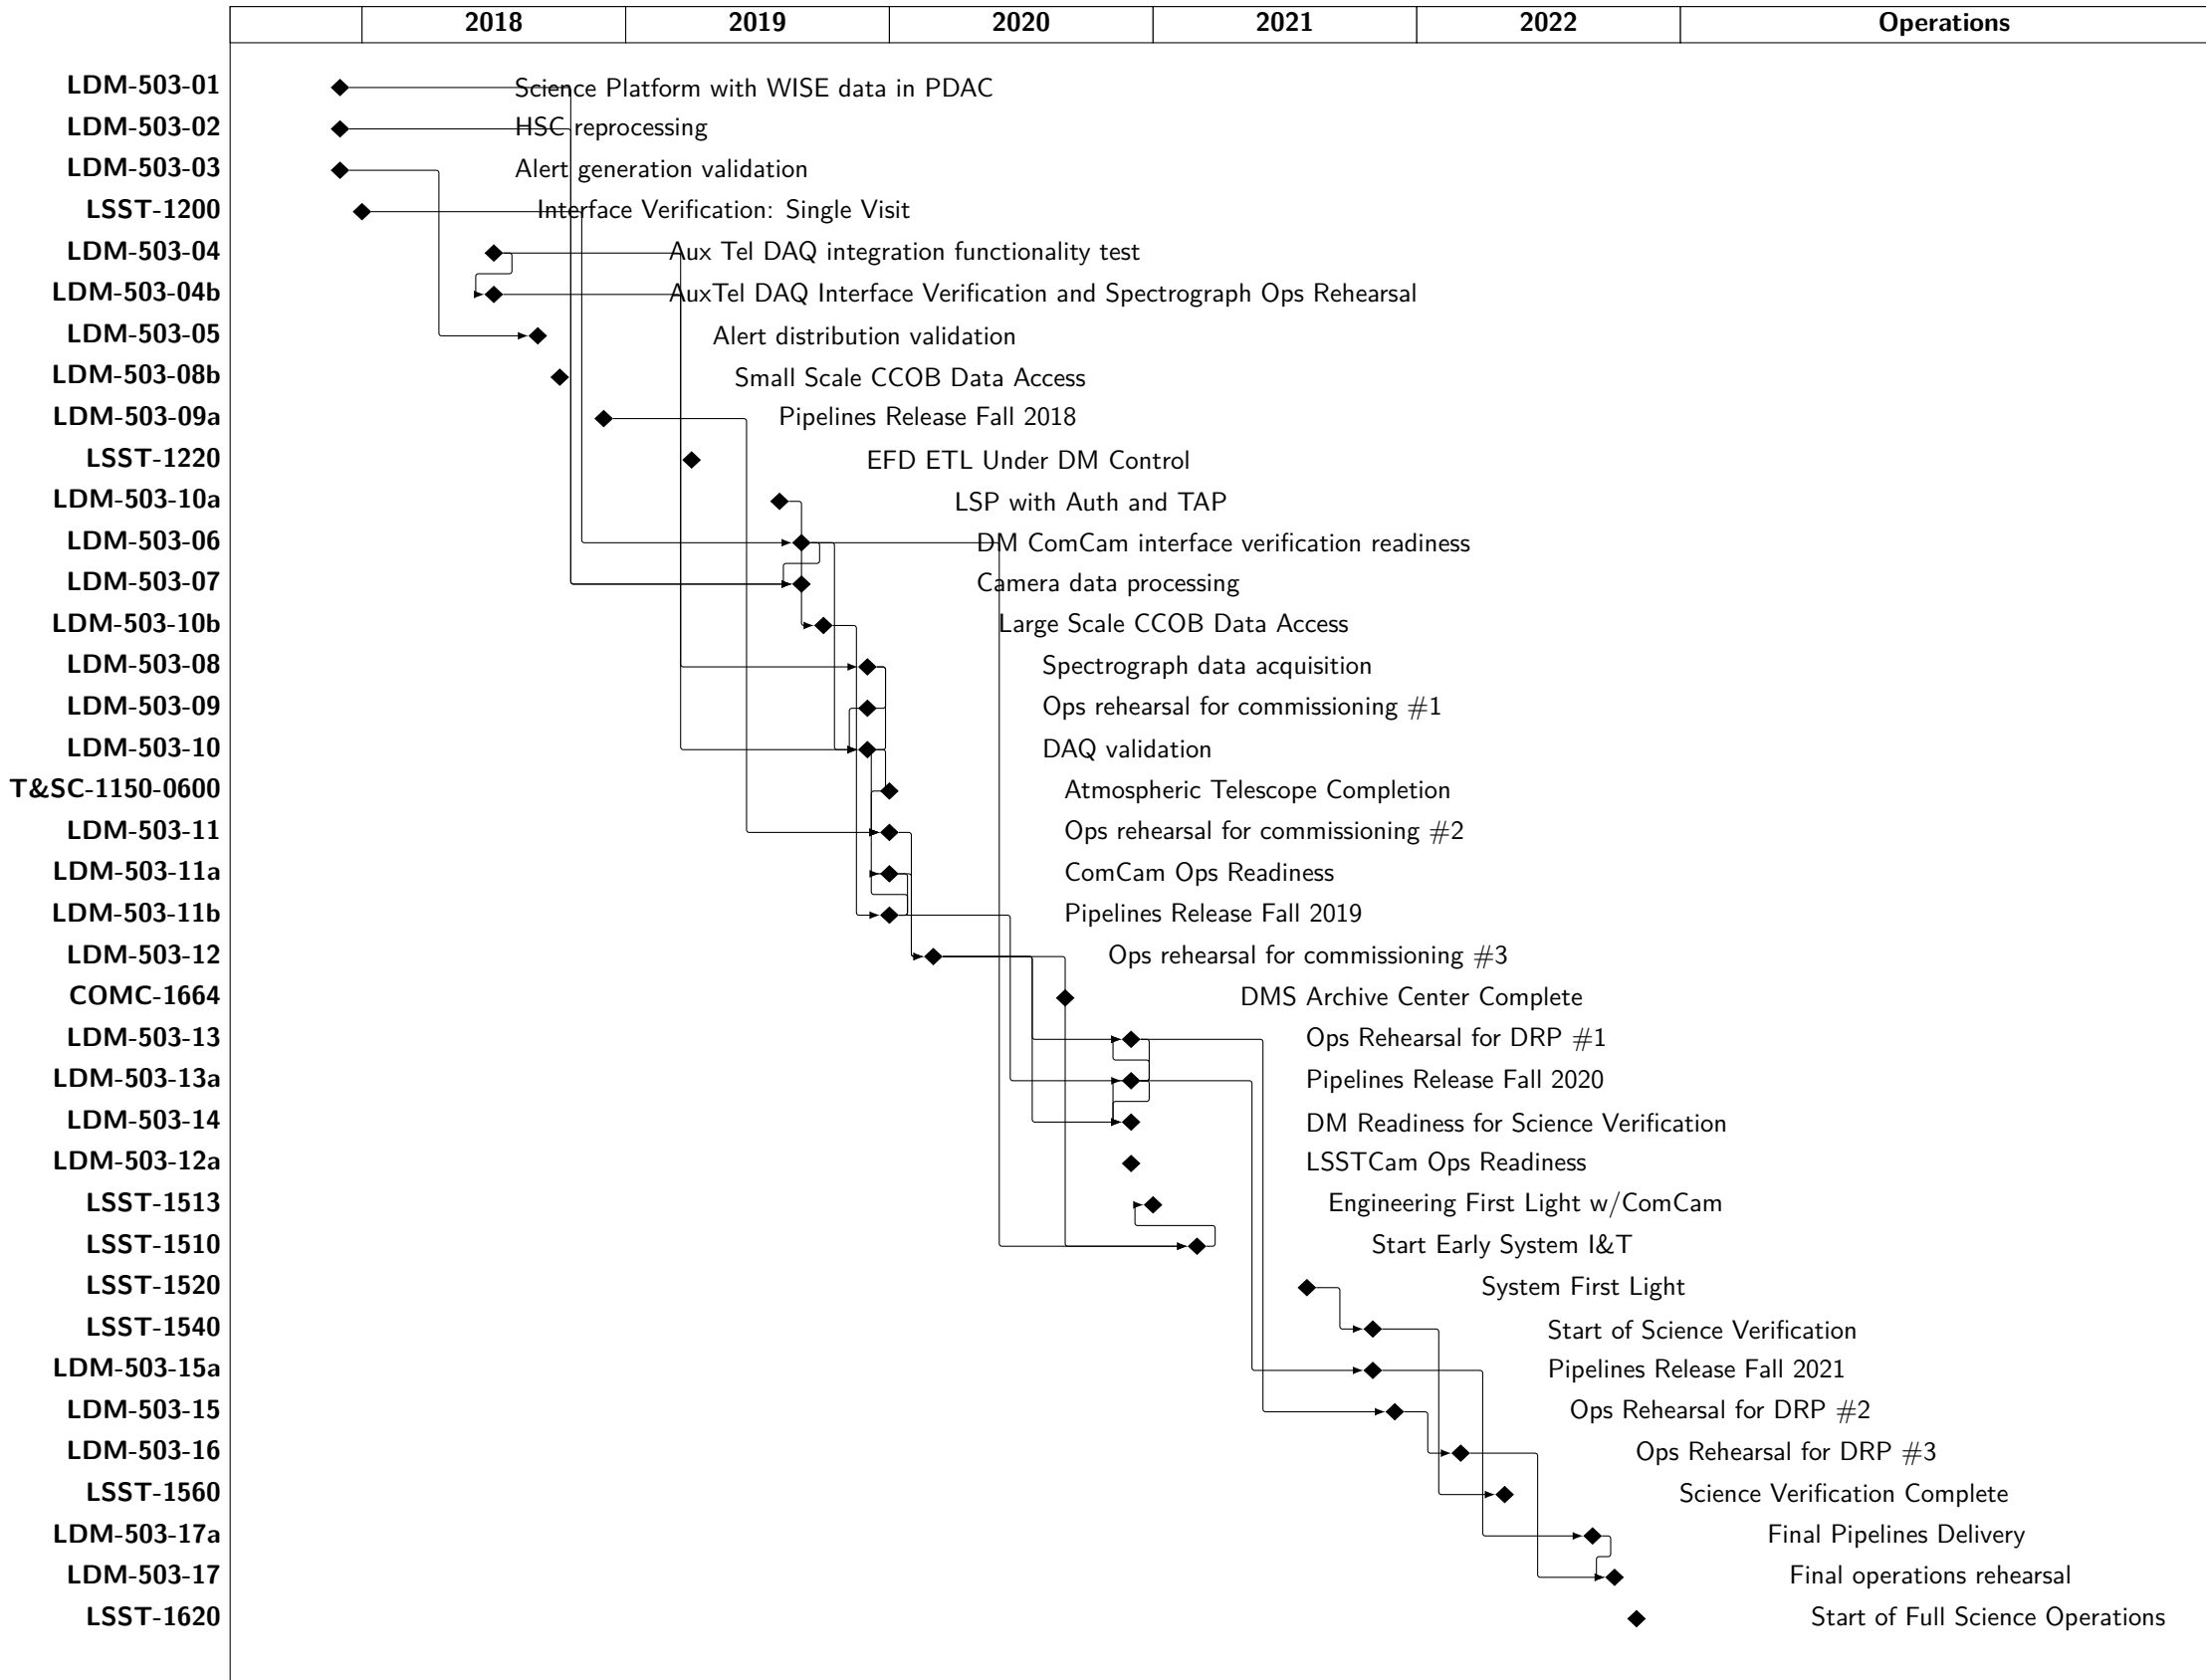 2018 2019 2020 2021 2022 Operations
LDM-503-01 Science Platform with WISE data in PDAC
LDM-503-02 HSC reprocessing
LDM-503-03 Alert generation validation
LSST-1200 Interface Verification: Single Visit
LDM-503-04 Aux Tel DAQ integration functionality test
LDM-503-04b AuxTel DAQ Interface Verification and Spectrograph Ops Rehearsal
LDM-503-05 Alert distribution validation
LDM-503-08b Small Scale CCOB Data Access
LDM-503-09a Pipelines Release Fall 2018
LSST-1220 EFD ETL Under DM Control
LDM-503-10a LSP with Auth and TAP
LDM-503-06 DM ComCam interface verification readiness
LDM-503-07 Camera data processing
LDM-503-10b Large Scale CCOB Data Access
LDM-503-08 Spectrograph data acquisition
LDM-503-09 Ops rehearsal for commissioning #1
LDM-503-10 DAQ validation
T&SC-1150-0600 Atmospheric Telescope Completion
LDM-503-11 Ops rehearsal for commissioning #2
LDM-503-11a ComCam Ops Readiness
LDM-503-11b Pipelines Release Fall 2019
LDM-503-12 Ops rehearsal for commissioning #3
COMC-1664 DMS Archive Center Complete
LDM-503-13 Ops Rehearsal for DRP #1
LDM-503-13a Pipelines Release Fall 2020
LDM-503-14 DM Readiness for Science Verification
LDM-503-12a LSSTCam Ops Readiness
LSST-1513 Engineering First Light w/ComCam
LSST-1510 Start Early System I&T
LSST-1520 System First Light
LSST-1540 Start of Science Verification
LDM-503-15a Pipelines Release Fall 2021
LDM-503-15 Ops Rehearsal for DRP #2
LDM-503-16 Ops Rehearsal for DRP #3
LSST-1560 Science Verification Complete
LDM-503-17a Final Pipelines Delivery
LDM-503-17 Final operations rehearsal
LSST-1620 Start of Full Science Operations